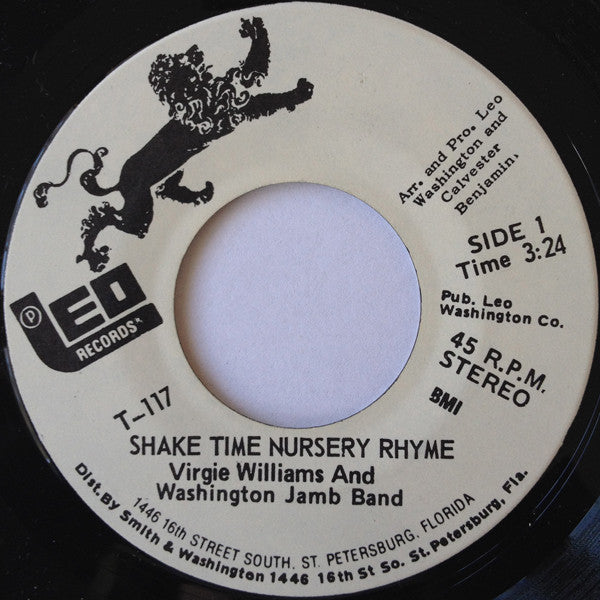 Arr. and Pro. Leo
Washington and
Calvester
Benjamin,
SIDE 1
Time 3:24
Pub. Leo
Washington Co.
45 R.P.M.
STEREO
BMI
℗
LEO
RECORDS
T-117
SHAKE TIME NURSERY RHYME
Virgie Williams And
Washington Jamb Band
1446 16th STREET SOUTH, ST. PETERSBURG, FLORIDA
Dist.By Smith & Washington 1446 16th St So. St. Petersburg, Fla.